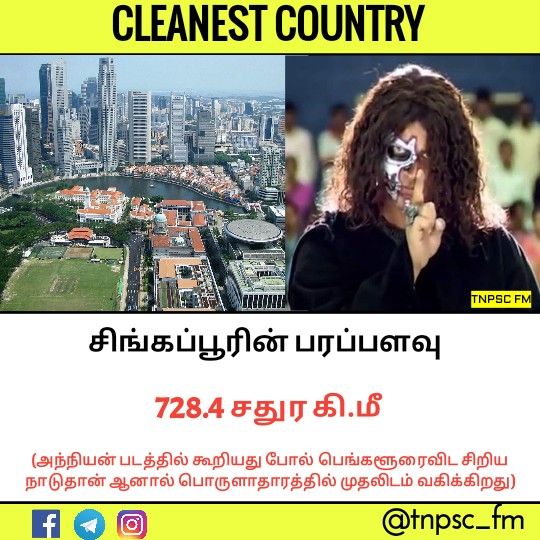 CLEANEST COUNTRY
TNPSC FM
சிங்கப்பூரின் பரப்பளவு
728.4 சதுர கி.மீ
(அந்நியன் படத்தில் கூறியது போல் பெங்களூரைவிட சிறிய
நாடுதான் ஆனால் பொருளாதாரத்தில் முதலிடம் வகிக்கிறது)
@tnpsc_fm